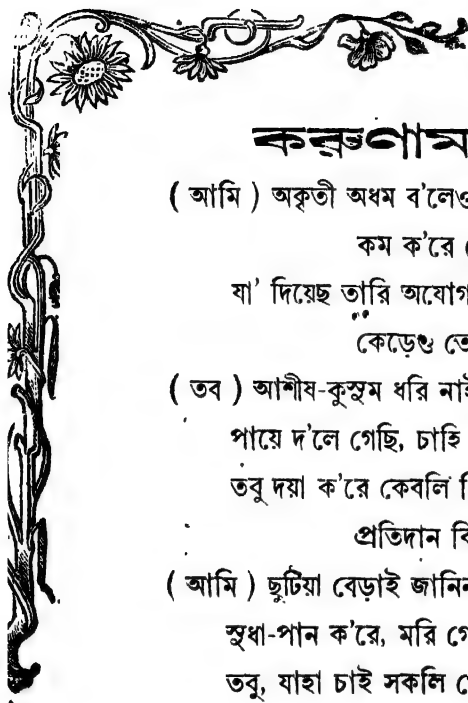 করুণাম
( আমি ) অকৃতী অধম ব'লেও
কম ক'রে
যা' দিয়েছ তারি অযোগ
কেড়েও তে
( তব ) আশীষ-কুসুম ধরি নাই
পায়ে দ'লে গেছি, চাহি
তবু দয়া ক'রে কেবলি
প্রতিদান
( আমি ) ছুটিয়া বেড়াই জানিন
সুধা-পান ক'রে, মরি গো
তবু, যাহা চাই সকলি